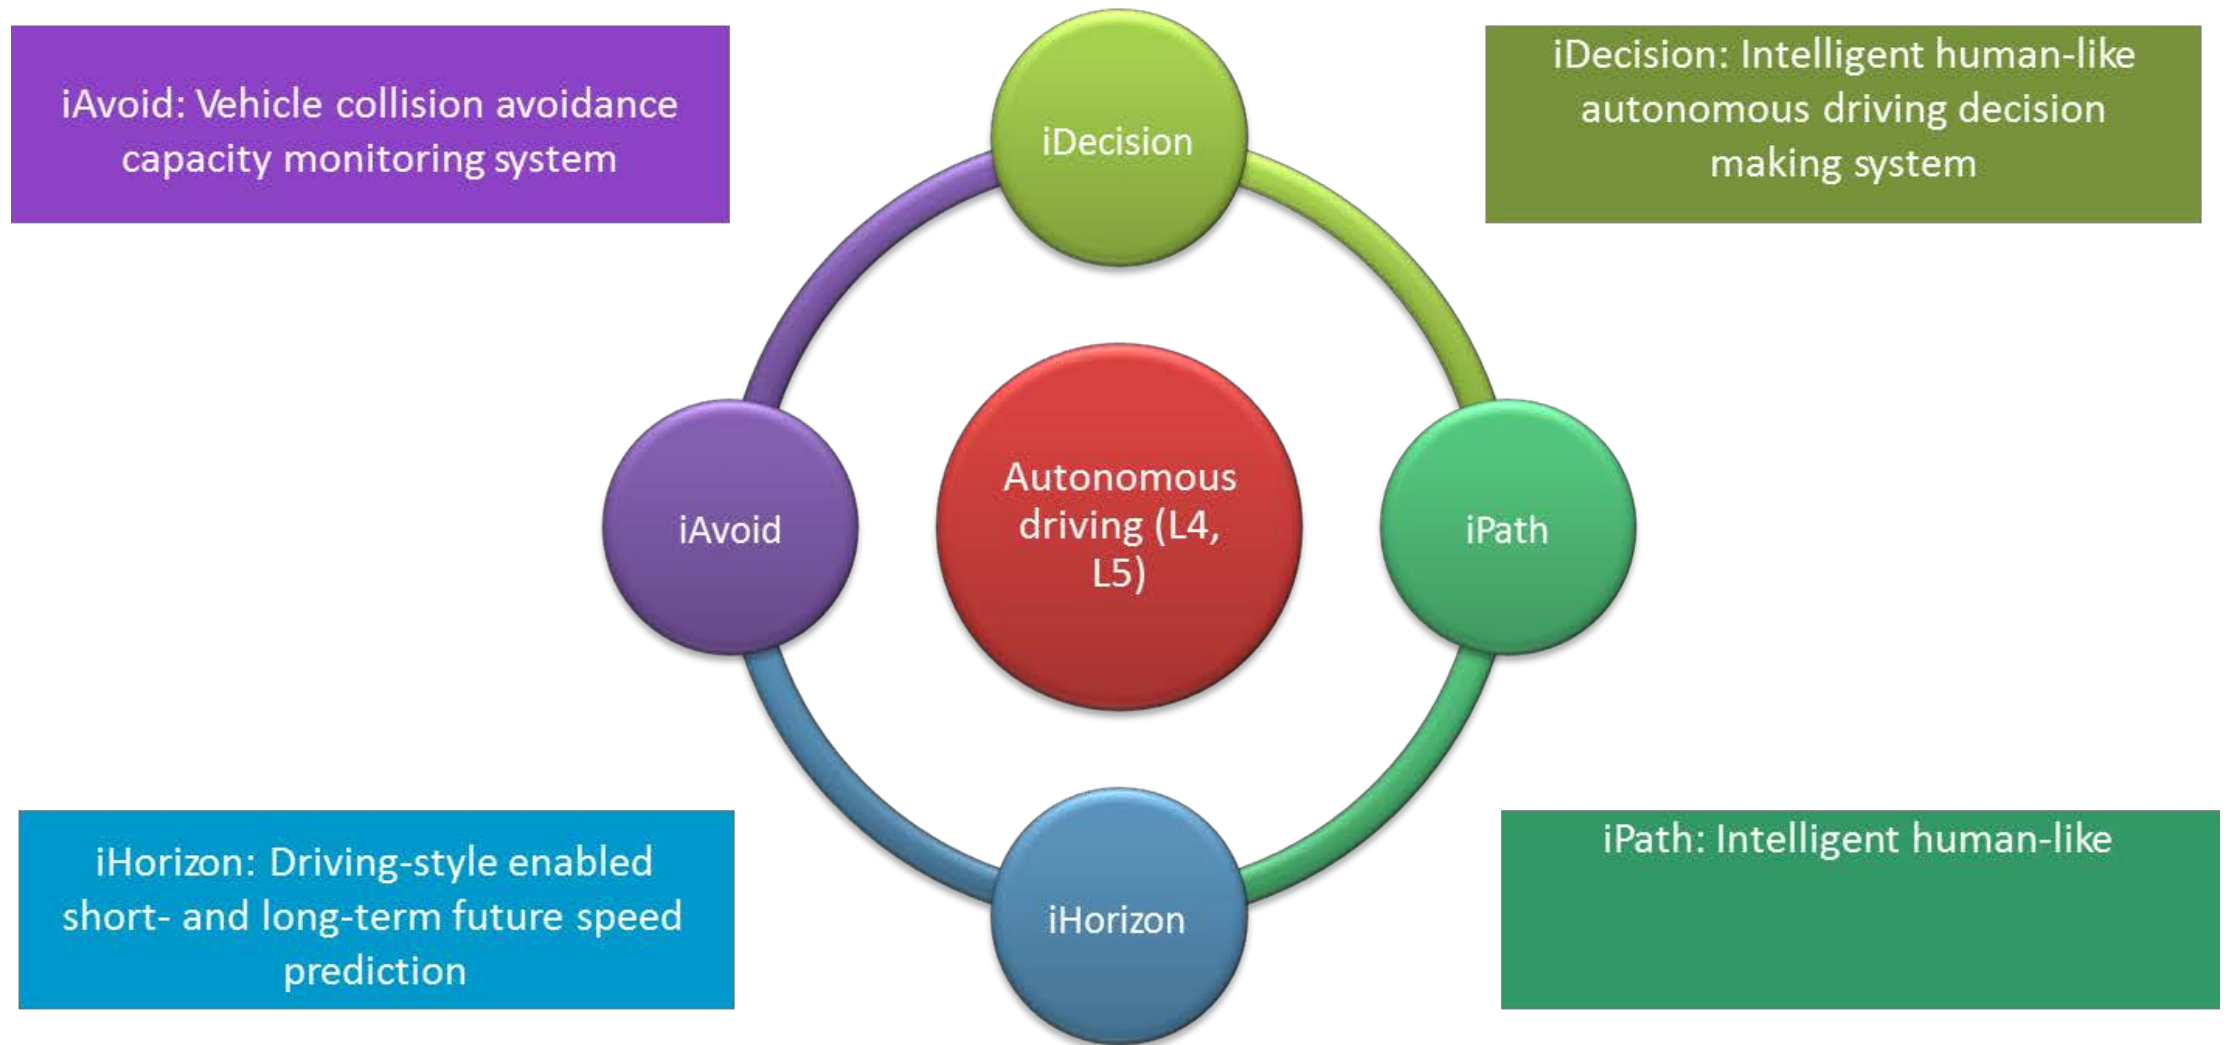 iAvoid: Vehicle collision avoidance
capacity monitoring system
iDecision
iDecision: Intelligent human-like
autonomous driving decision
making system
iAvoid
Autonomous
driving (L4,
L5)
iPath
iHorizon: Driving-style enabled
short- and long-term future speed
prediction
iHorizon
iPath: Intelligent human-like